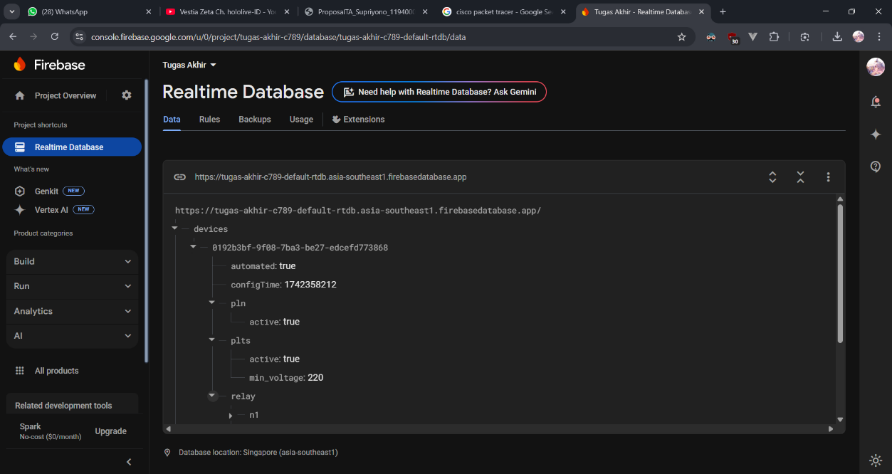 (28) WhatsApp
Vestia Zeta Ch. hololive-ID - Yo
ProposalTA_Supriyono_119400
cisco packet tracer - Google Se
Tugas Akhir - Realtime Databas
console.firebase.google.com/u/0/project/tugas-akhir-c789/database/tugas-akhir-c789-default-rtdb/data
Firebase
Project Overview
Project shortcuts
Realtime Database
What's new
Genkit NEW
Vertex AI NEW
Product categories
Build
Run
Analytics
AI
All products
Related development tools
Spark
No-cost ($0/month)
Upgrade
Tugas Akhir
Realtime Database
Need help with Realtime Database? Ask Gemini
Data Rules Backups Usage Extensions
https://tugas-akhir-c789-default-rtdb.asia-southeast1.firebasedatabase.app
https://tugas-akhir-c789-default-rtdb.asia-southeast1.firebasedatabase.app/
devices
0192b3bf-9f08-7ba3-be27-edcefd773868
automated: true
configTime: 1742358212
pln
active: true
plts
active: true
min_voltage: 220
relay
n1
Database location: Singapore (asia-southeast1)